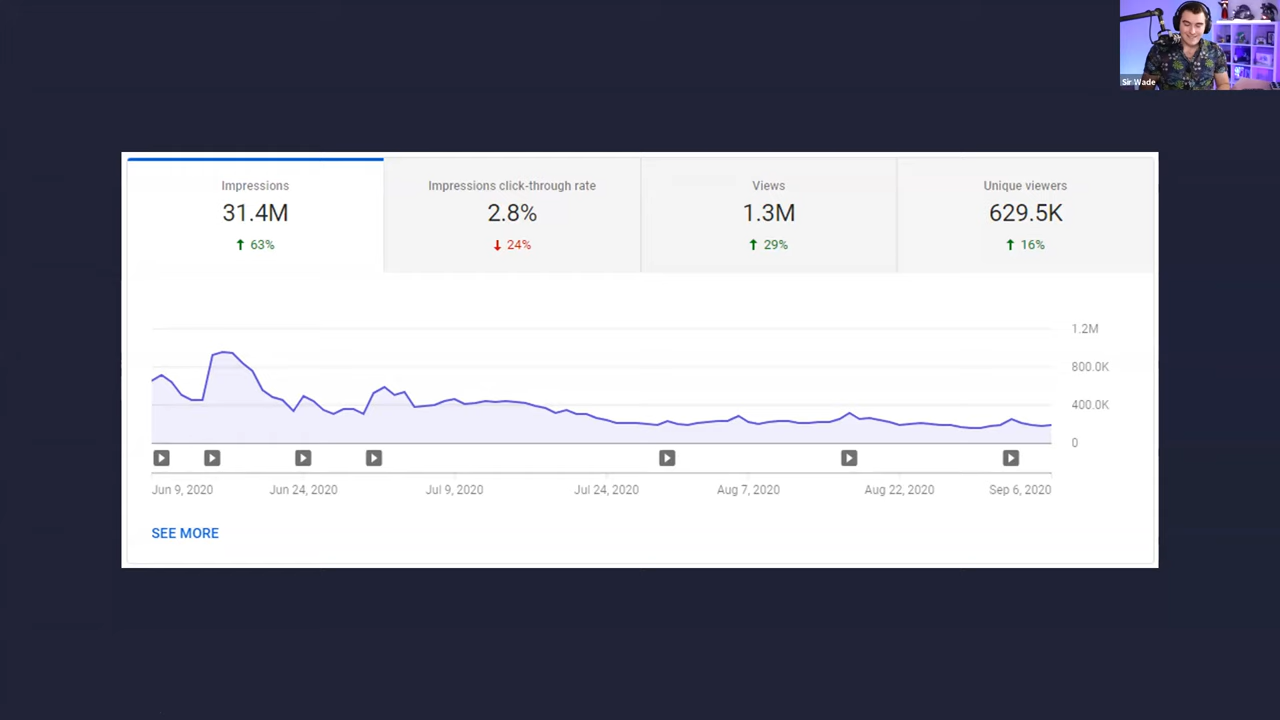 Sir Wade
Impressions
31.4M
63%
Impressions click-through rate
2.8%
24%
Views
1.3M
29%
Unique viewers
629.5K
16%
1.2M
800.0K
400.0K
0
Jun 9, 2020
Jun 24, 2020
Jul 9, 2020
Jul 24, 2020
Aug 7, 2020
Aug 22, 2020
Sep 6, 2020
SEE MORE